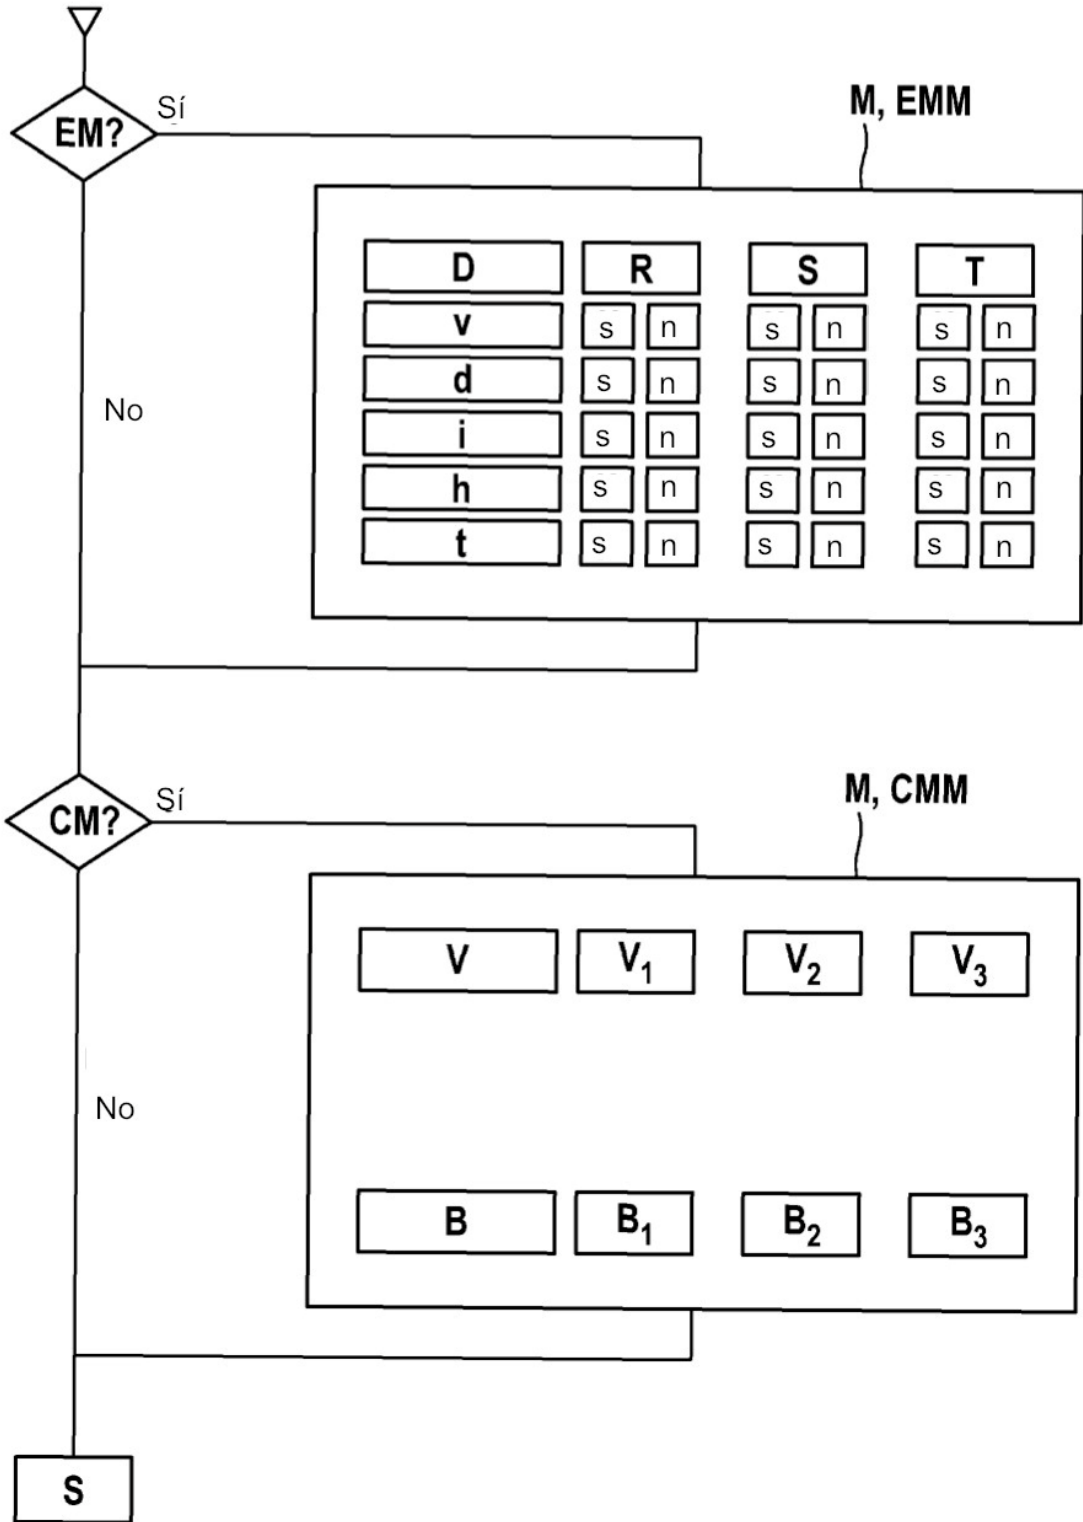 Sí
M, EMM
EM?
D R S T
v s n s n s n
d s n s n s n
i s n s n s n
h s n s n s n
t s n s n s n
No
Sí
M, CMM
CM?
V V₁ V₂ V₃
No
B B₁ B₂ B₃
S